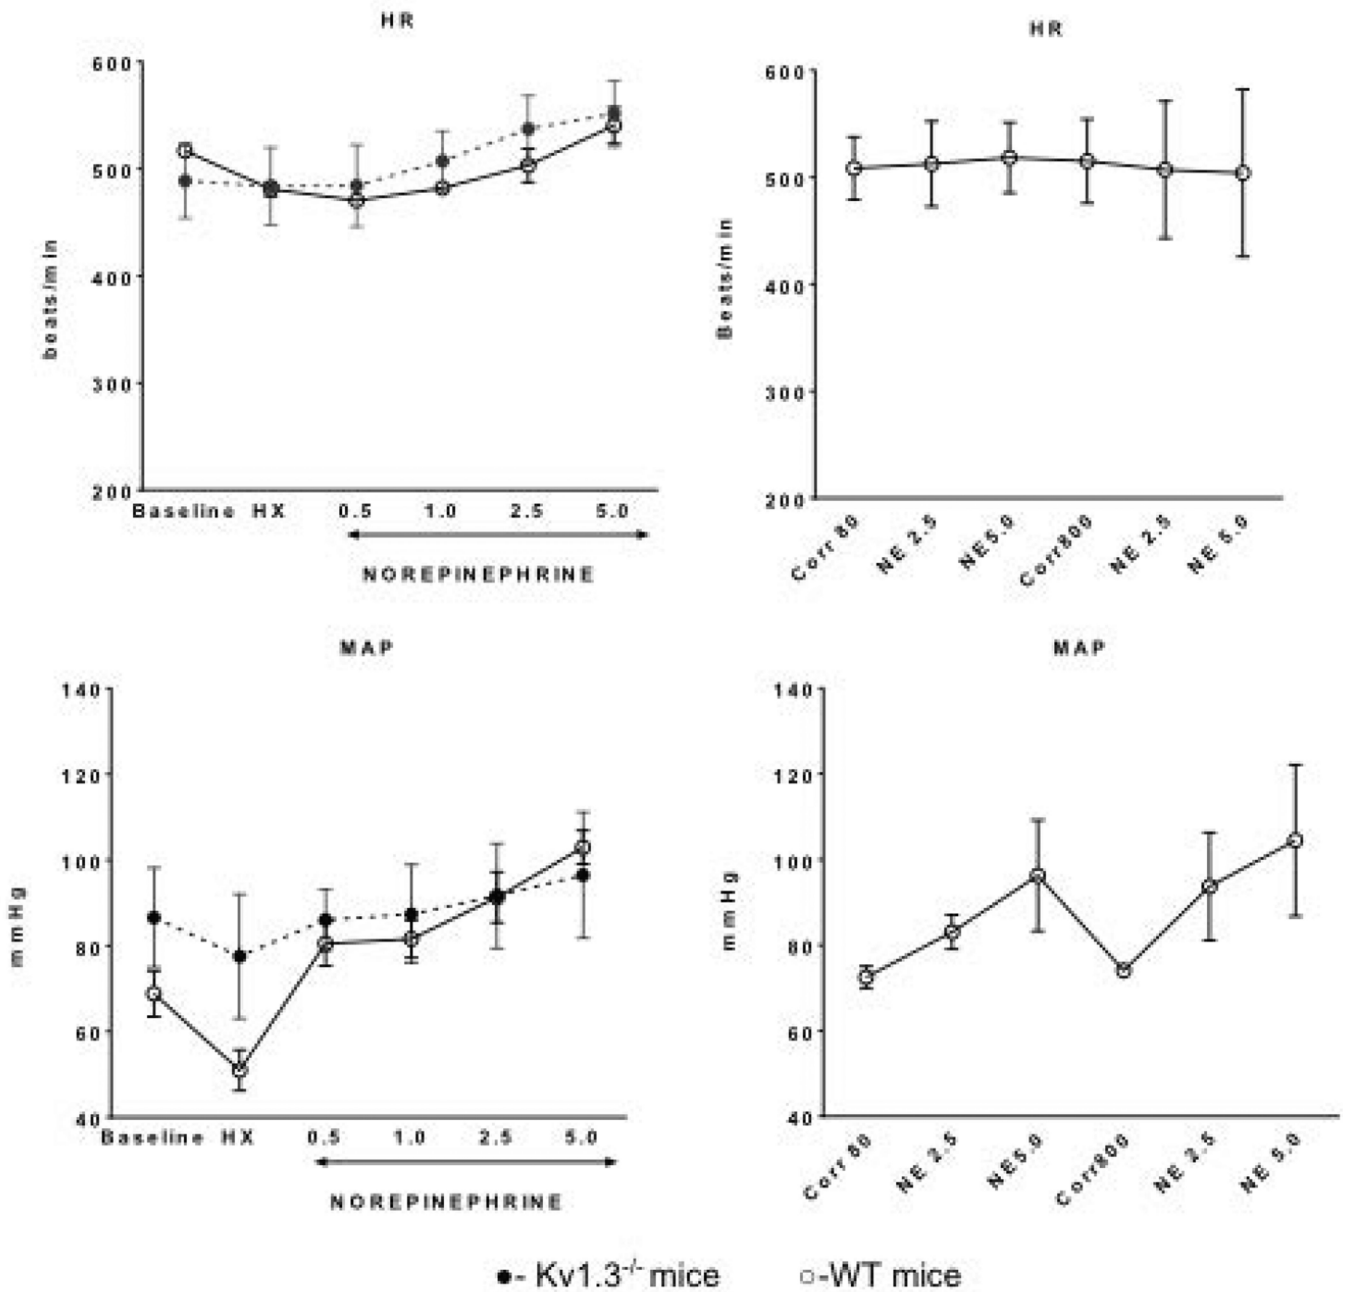 HR
600
500
400
300
200
beats/min
Baseline HX 0.5 1.0 2.5 5.0
NOREPINEPHRINE
HR
600
500
400
300
200
Beats/min
Corr 80 NE 2.5 NE5.0 Corr800 NE 2.5 NE 5.0
MAP
140
120
100
80
60
40
mmHg
Baseline HX 0.5 1.0 2.5 5.0
NOREPINEPHRINE
MAP
140
120
100
80
60
40
mmHg
Corr 80 NE 2.5 NE5.0 Corr800 NE 2.5 NE 5.0
- Kv1.3-/- mice
-WT mice